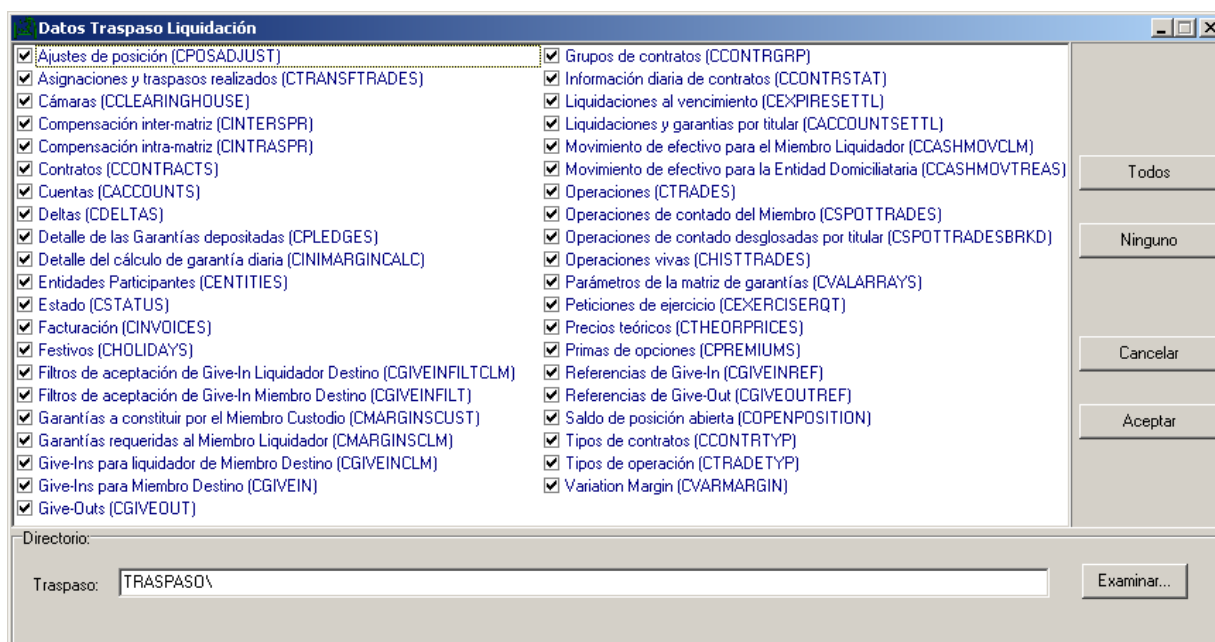 Datos Traspaso Liquidación
Ajustes de posición (CPOSADJUST)
Asignaciones y traspasos realizados (CTRANSFTRADES)
Cámaras (CCLEARINGHOUSE)
Compensación inter-matriz (CINTERSPR)
Compensación intra-matriz (CINTRASPR)
Contratos (CCONTRACTS)
Cuentas (CACCOUNTS)
Deltas (CDELTAS)
Detalle de las Garantías depositadas (CPLEDGES)
Detalle del cálculo de garantía diaria (CINIMARGINCALC)
Entidades Participantes (CENTITIES)
Estado (CSTATUS)
Facturación (CINVOICES)
Festivos (CHOLIDAYS)
Filtros de aceptación de Give-In Liquidador Destino (CGIVEINFILTCLM)
Filtros de aceptación de Give-In Miembro Destino (CGIVEINFILT)
Garantías a constituir por el Miembro Custodio (CMARGINSCUST)
Garantías requeridas al Miembro Liquidador (CMARGINSCLM)
Give-Ins para liquidador de Miembro Destino (CGIVEINCLM)
Give-Ins para Miembro Destino (CGIVEIN)
Give-Outs (CGIVEOUT)
Grupos de contratos (CCONTRGRP)
Información diaria de contratos (CCONTRSTAT)
Liquidaciones al vencimiento (CEXPIRESETTL)
Liquidaciones y garantias por titular (CACCOUNTSETTL)
Movimiento de efectivo para el Miembro Liquidador (CCASHMOVCLM)
Movimiento de efectivo para la Entidad Domiciliataria (CCASHMOVTREAS)
Operaciones (CTRADES)
Operaciones de contado del Miembro (CSPOTTRADES)
Operaciones de contado desglosadas por titular (CSPOTTRADESBRKD)
Operaciones vivas (CHISTTRADES)
Parámetros de la matriz de garantías (CVALARRAYS)
Peticiones de ejercicio (CEXERCISERQT)
Precios teóricos (CTHEORPRICES)
Primas de opciones (CPREMIUMS)
Referencias de Give-In (CGIVEINREF)
Referencias de Give-Out (CGIVEOUTREF)
Saldo de posición abierta (COPENPOSITION)
Tipos de contratos (CCONTRTYP)
Tipos de operación (CTRADETYP)
Variation Margin (CVARMARGIN)
Todos
Ninguno
Cancelar
Aceptar
Directorio:
Traspaso: TRASPASO\
Examinar...